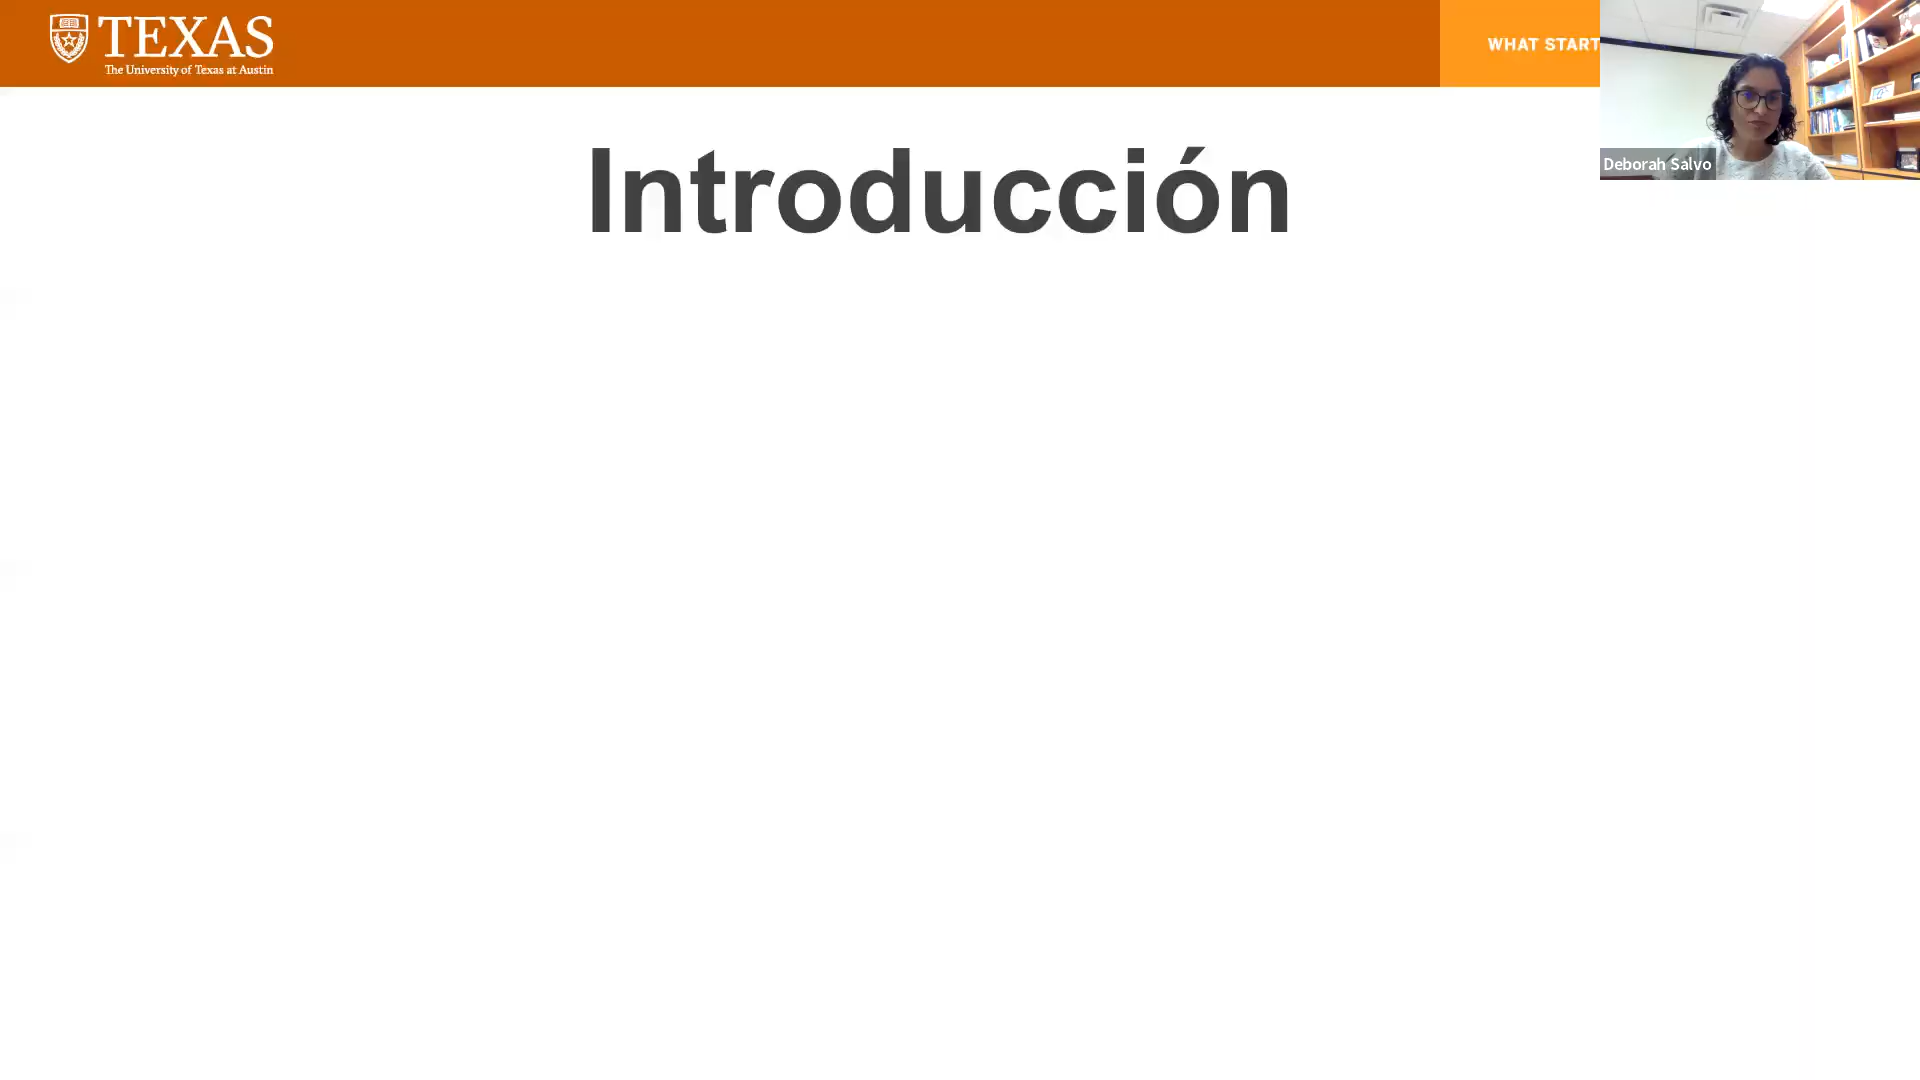 TEXAS
The University of Texas at Austin
WHAT START
Deborah Salvo
Introducción